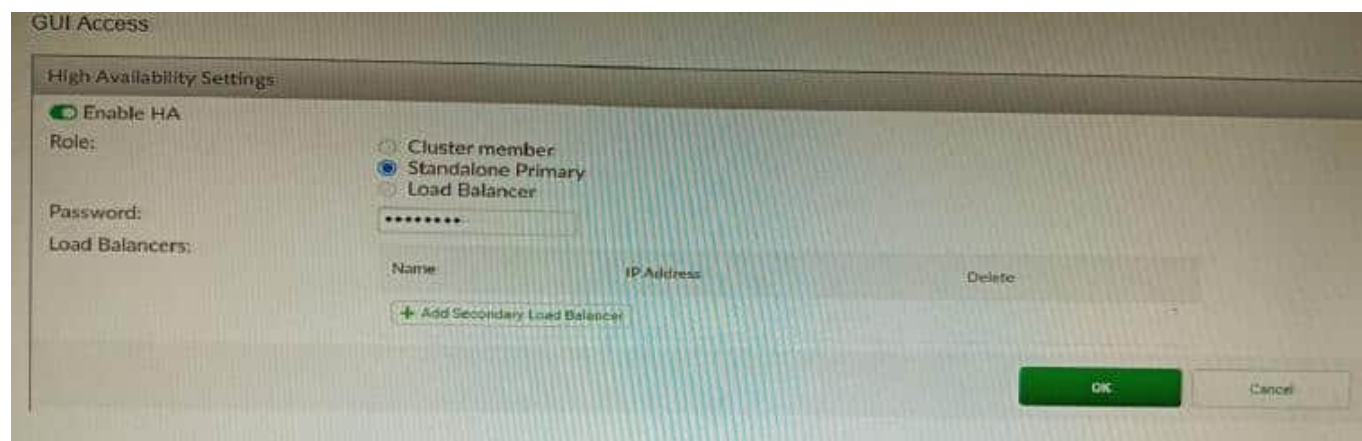 GUI Access
High Availability Settings
Enable HA
Role:
Cluster member
Standalone Primary
Load Balancer
Password:
••••••••
Load Balancers:
Name IP Address Delete
+ Add Secondary Load Balancer
OK Cancel